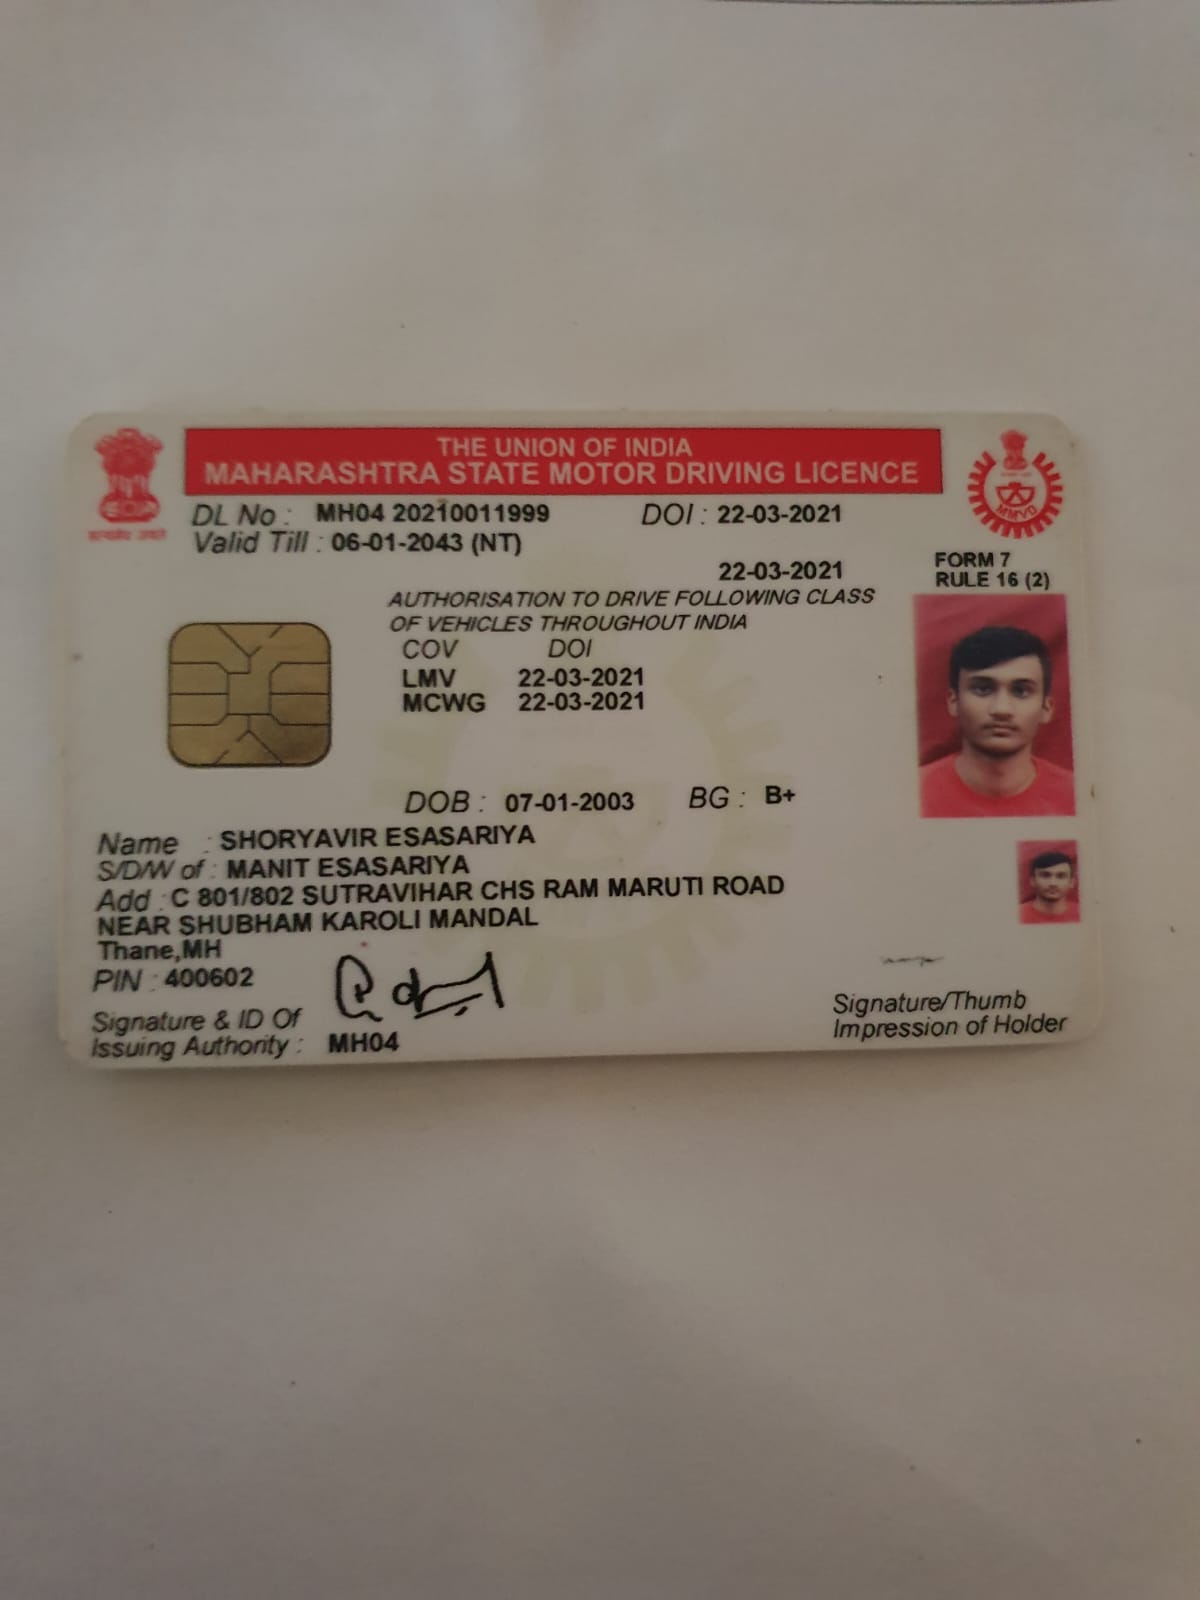 THE UNION OF INDIA
MAHARASHTRA STATE MOTOR DRIVING LICENCE
DL No : MH04 20210011999 DOI : 22-03-2021
Valid Till : 06-01-2043 (NT)
22-03-2021
FORM 7
RULE 16 (2)
AUTHORISATION TO DRIVE FOLLOWING CLASS
OF VEHICLES THROUGHOUT INDIA
COV DOI
LMV 22-03-2021
MCWG 22-03-2021
DOB : 07-01-2003 BG : B+
Name : SHORYAVIR ESASARIYA
S/D/W of : MANIT ESASARIYA
Add : C 801/802 SUTRAVIHAR CHS RAM MARUTI ROAD
NEAR SHUBHAM KAROLI MANDAL
Thane,MH
PIN : 400602
Signature & ID Of
Issuing Authority : MH04
Signature/Thumb
Impression of Holder
सत्यमेव जयते
MMVD